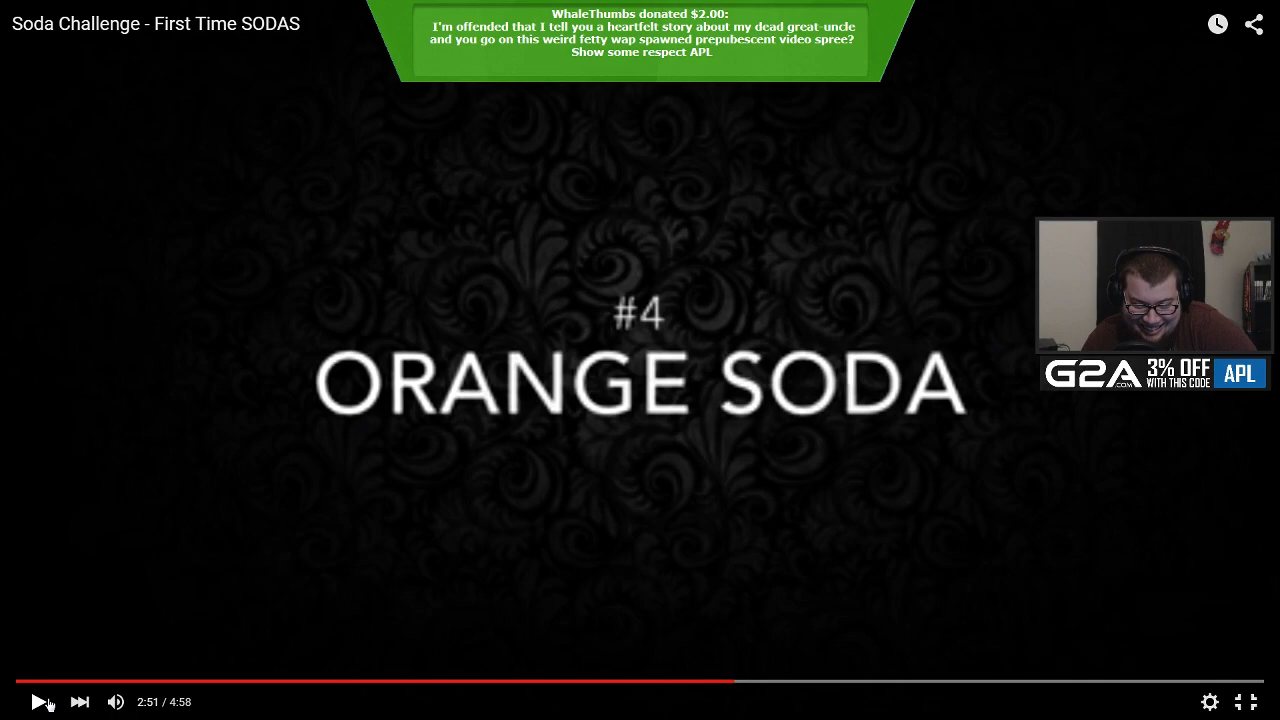 Soda Challenge - First Time SODAS
WhaleThumbs donated $2.00:
I'm offended that I tell you a heartfelt story about my dead great-uncle
and you go on this weird fetty wap spawned prepubescent video spree?
Show some respect APL
#4
ORANGE SODA
G2A.COM
3% OFF
WITH THIS CODE
APL
2:51 / 4:58